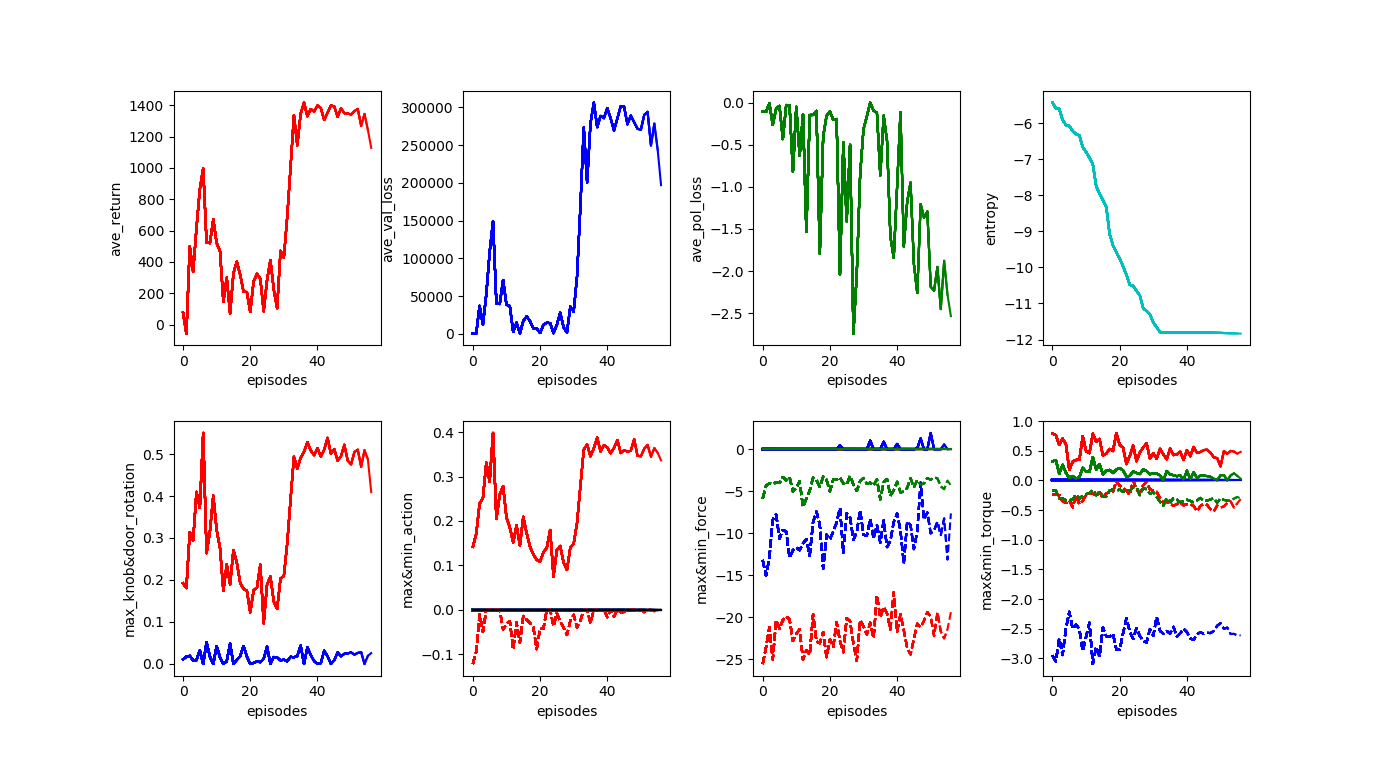 ave_return
1400
1200
1000
800
600
400
200
0
0 20 40
episodes
ave_val_loss
300000
250000
200000
150000
100000
50000
0
0 20 40
episodes
ave_pol_loss
0.0
−0.5
−1.0
−1.5
−2.0
−2.5
0 20 40
episodes
entropy
−6
−7
−8
−9
−10
−11
−12
0 20 40
episodes
max_knob&door_rotation
0.5
0.4
0.3
0.2
0.1
0.0
0 20 40
episodes
max&min_action
0.4
0.3
0.2
0.1
0.0
−0.1
0 20 40
episodes
max&min_force
0
−5
−10
−15
−20
−25
0 20 40
episodes
max&min_torque
1.0
0.5
0.0
−0.5
−1.0
−1.5
−2.0
−2.5
−3.0
0 20 40
episodes